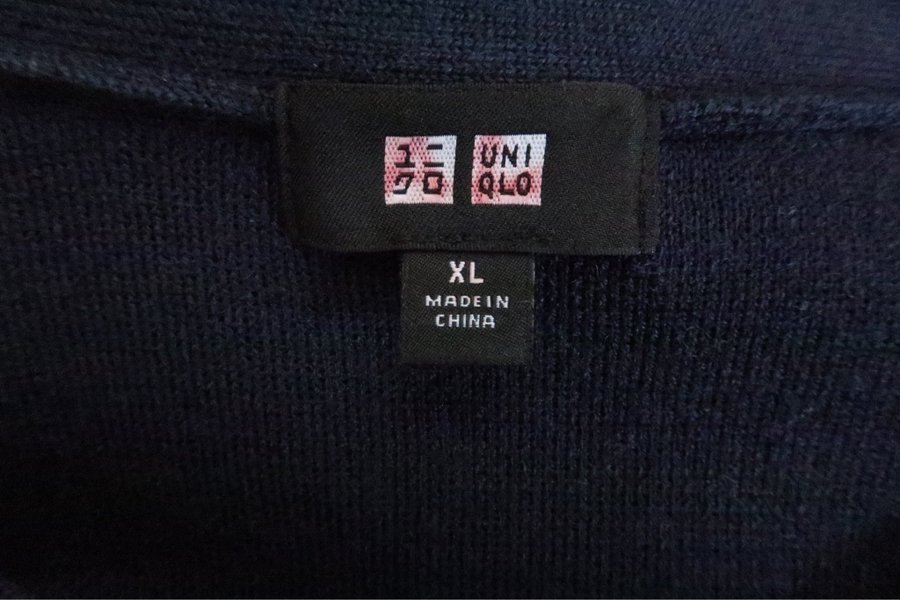 ユニ UNI
クロ QLO
XL
MADE IN
CHINA